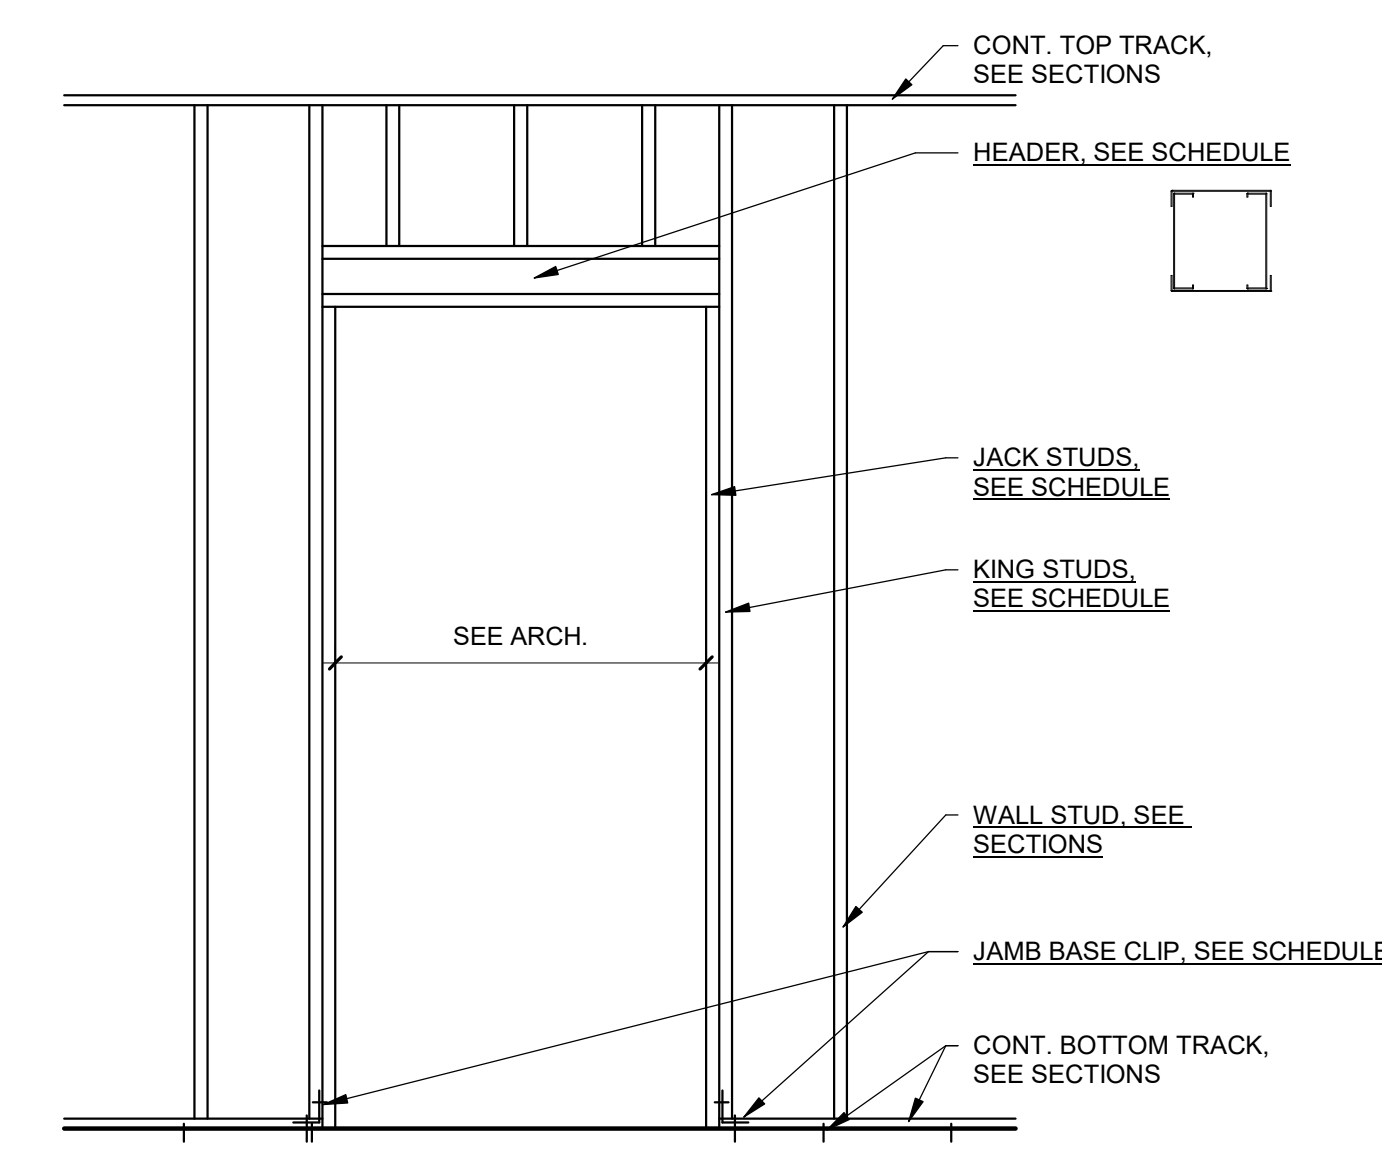 CONT. TOP TRACK,
SEE SECTIONS
HEADER, SEE SCHEDULE
JACK STUDS,
SEE SCHEDULE
KING STUDS,
SEE SCHEDULE
SEE ARCH.
WALL STUD, SEE
SECTIONS
JAMB BASE CLIP, SEE SCHEDULE
CONT. BOTTOM TRACK,
SEE SECTIONS